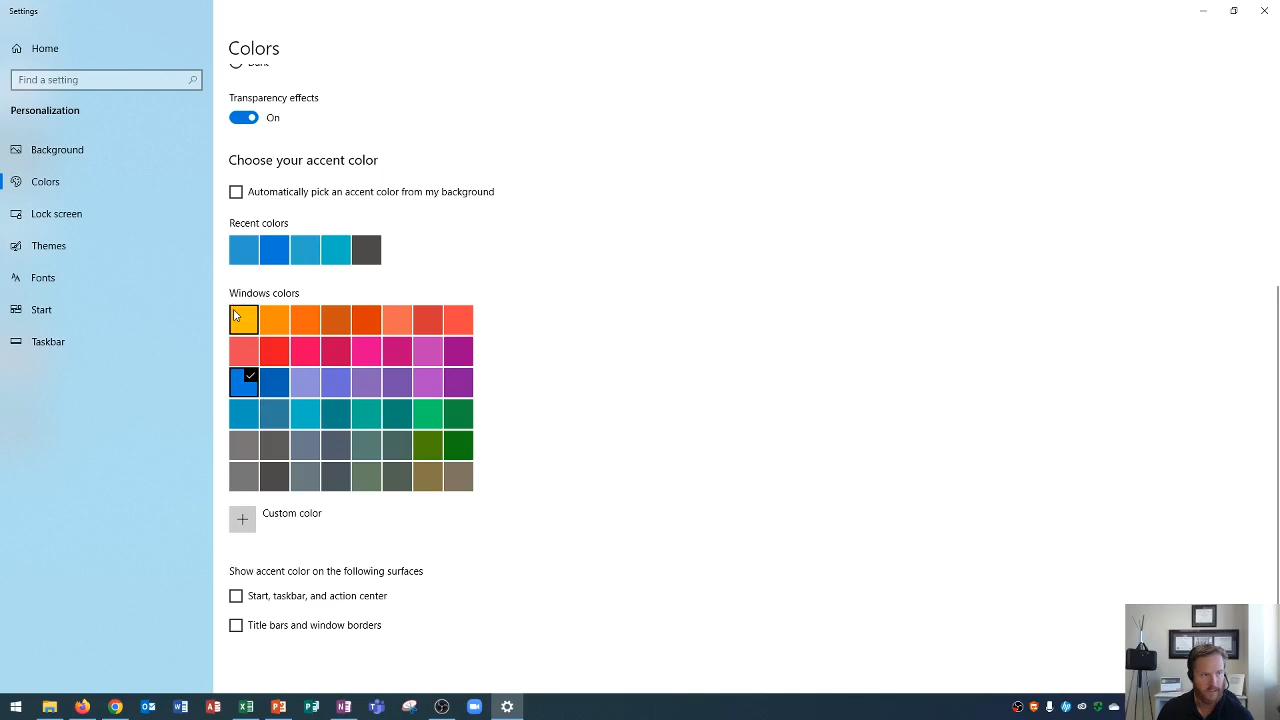 Settings
Home
Find a setting
Personalization
Background
Colors
Lock screen
Themes
Fonts
Start
Taskbar
Colors
Dark
Transparency effects
On
Choose your accent color
Automatically pick an accent color from my background
Recent colors
Windows colors
Custom color
Show accent color on the following surfaces
Start, taskbar, and action center
Title bars and window borders